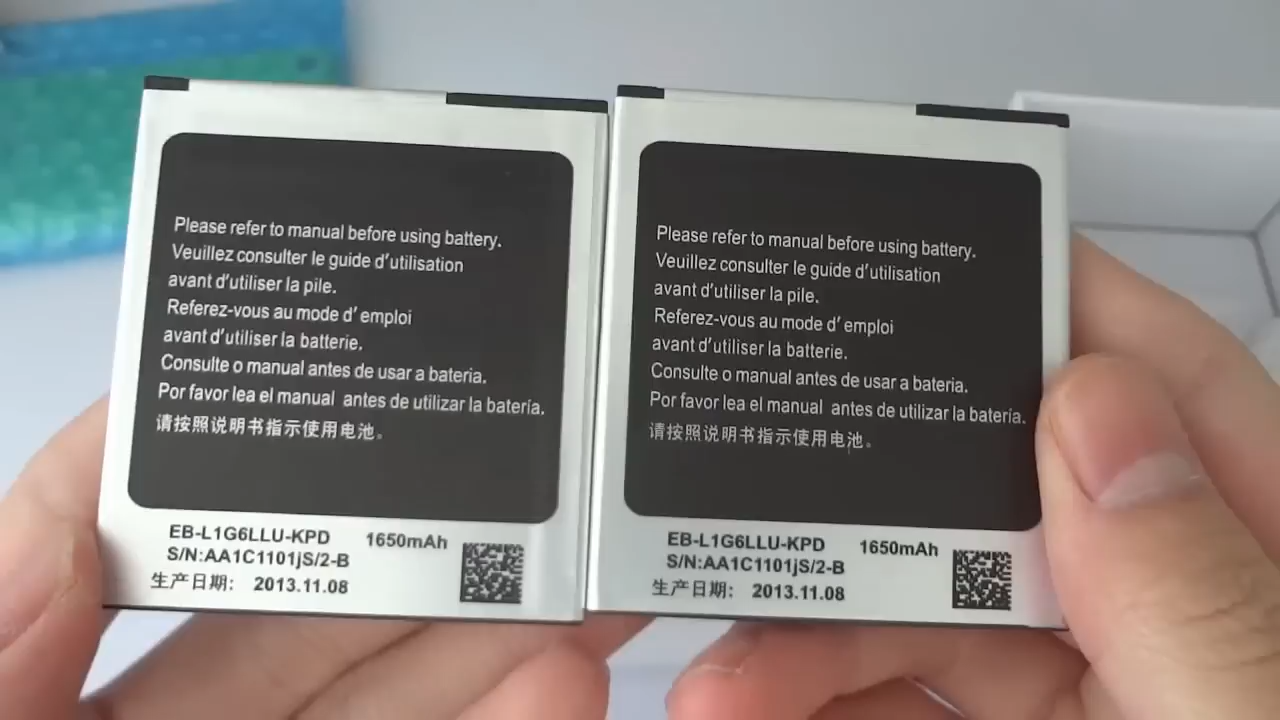 Please refer to manual before using battery.
Veuillez consulter le guide d'utilisation
avant d'utiliser la pile.
Referez-vous au mode d' emploi
avant d'utiliser la batterie.
Consulte o manual antes de usar a bateria.
Por favor lea el manual antes de utilizar la batería.
请按照说明书指示使用电池。
EB-L1G6LLU-KPD 1650mAh
S/N:AA1C1101jS/2-B
生产日期: 2013.11.08
Please refer to manual before using battery.
Veuillez consulter le guide d'utilisation
avant d'utiliser la pile.
Referez-vous au mode d' emploi
avant d'utiliser la batterie.
Consulte o manual antes de usar a bateria.
Por favor lea el manual antes de utilizar la batería.
请按照说明书指示使用电池。
EB-L1G6LLU-KPD 1650mAh
S/N:AA1C1101jS/2-B
生产日期: 2013.11.08